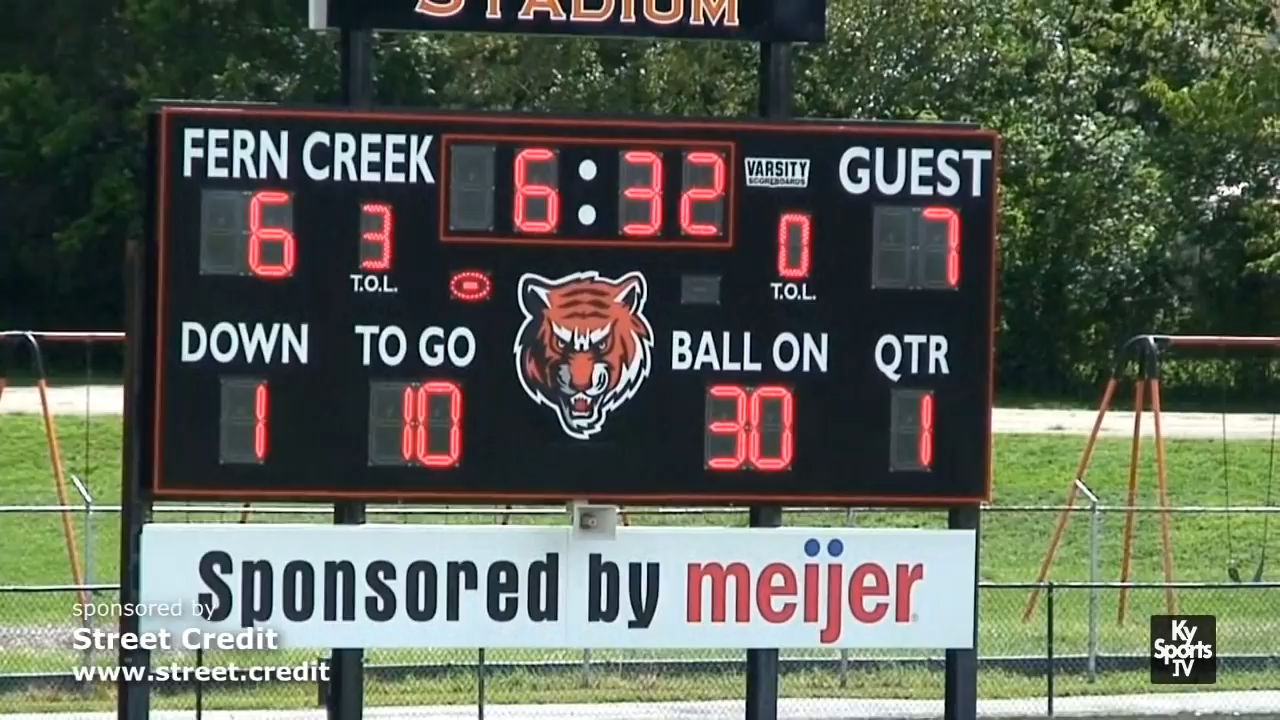 STADIUM
FERN CREEK 6:32 VARSITY SCOREBOARDS GUEST
6 3 T.O.L. 0 T.O.L. 7
DOWN TO GO BALL ON QTR
1 10 30 1
Sponsored by meijer
sponsored by
Street Credit
www.street.credit
Ky Sports TV